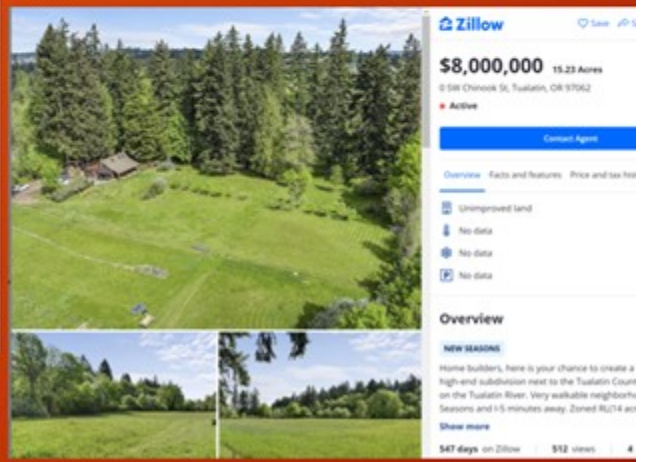 Zillow
Save
$8,000,000 15.23 Acres
0 SW Chinook St, Tualatin, OR 97062
Active
Contact Agent
Overview Facts and features Price and tax his
Unimproved land
No data
No data
P No data
Overview
NEW SEASONS
Home builders, here is your chance to create a
high-end subdivision next to the Tualatin Count
on the Tualatin River. Very walkable neighborh
Seasons and I-5 minutes away. Zoned RL(14 acr
Show more
547 days on Zillow 512 views 4